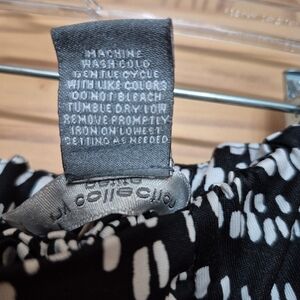 MACHINE
WASH COLD
GENTLE CYCLE
WITH LIKE COLORS
DO NOT BLEACH
TUMBLE DRY LOW
REMOVE PROMPTLY
IRON ON LOWEST
SETTING AS NEEDED